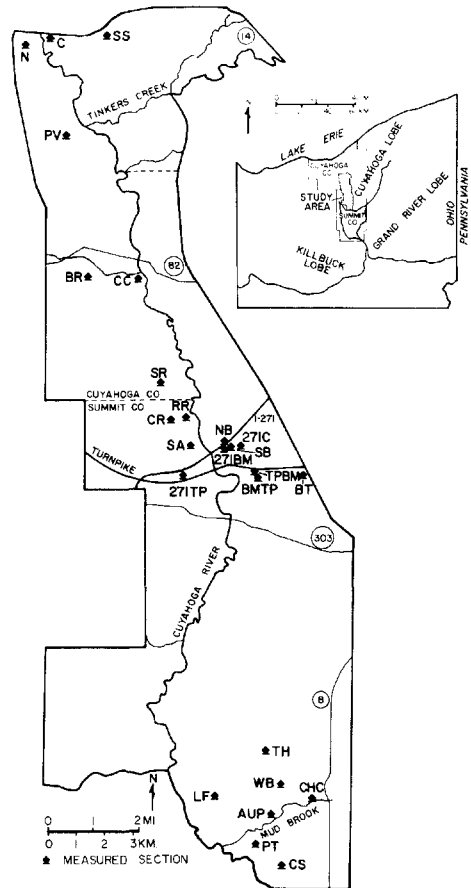 N
C
SS
14
TINKERS CREEK
PV
82
BR
CC
SR
CUYAHOGA CO
SUMMIT CO
RR
CR
NB
I-271
271C
SA
SB
271BM
TURNPIKE
TPBM
271TP
BMTP
BT
303
CUYAHOGA RIVER
8
TH
N
WB
CHC
LF
AUP
MUD BROOK
PT
CS
0 1 2 MI
0 1 2 3KM.
MEASURED SECTION
LAKE ERIE
CUYAHOGA LOBE
STUDY AREA
SUMMIT CO
GRAND RIVER LOBE
KILLBUCK LOBE
OHIO
PENNSYLVANIA